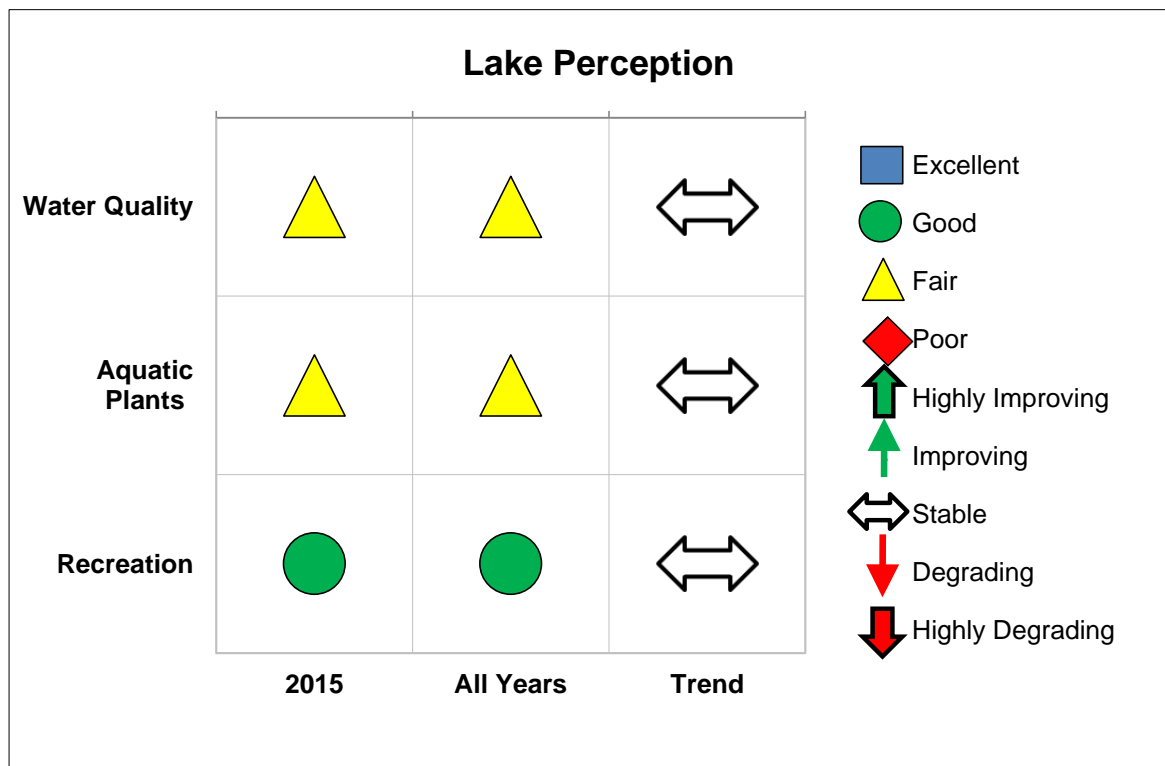 Lake Perception
Water Quality
Aquatic
Plants
Recreation
2015 All Years Trend
Excellent
Good
Fair
Poor
Highly Improving
Improving
Stable
Degrading
Highly Degrading